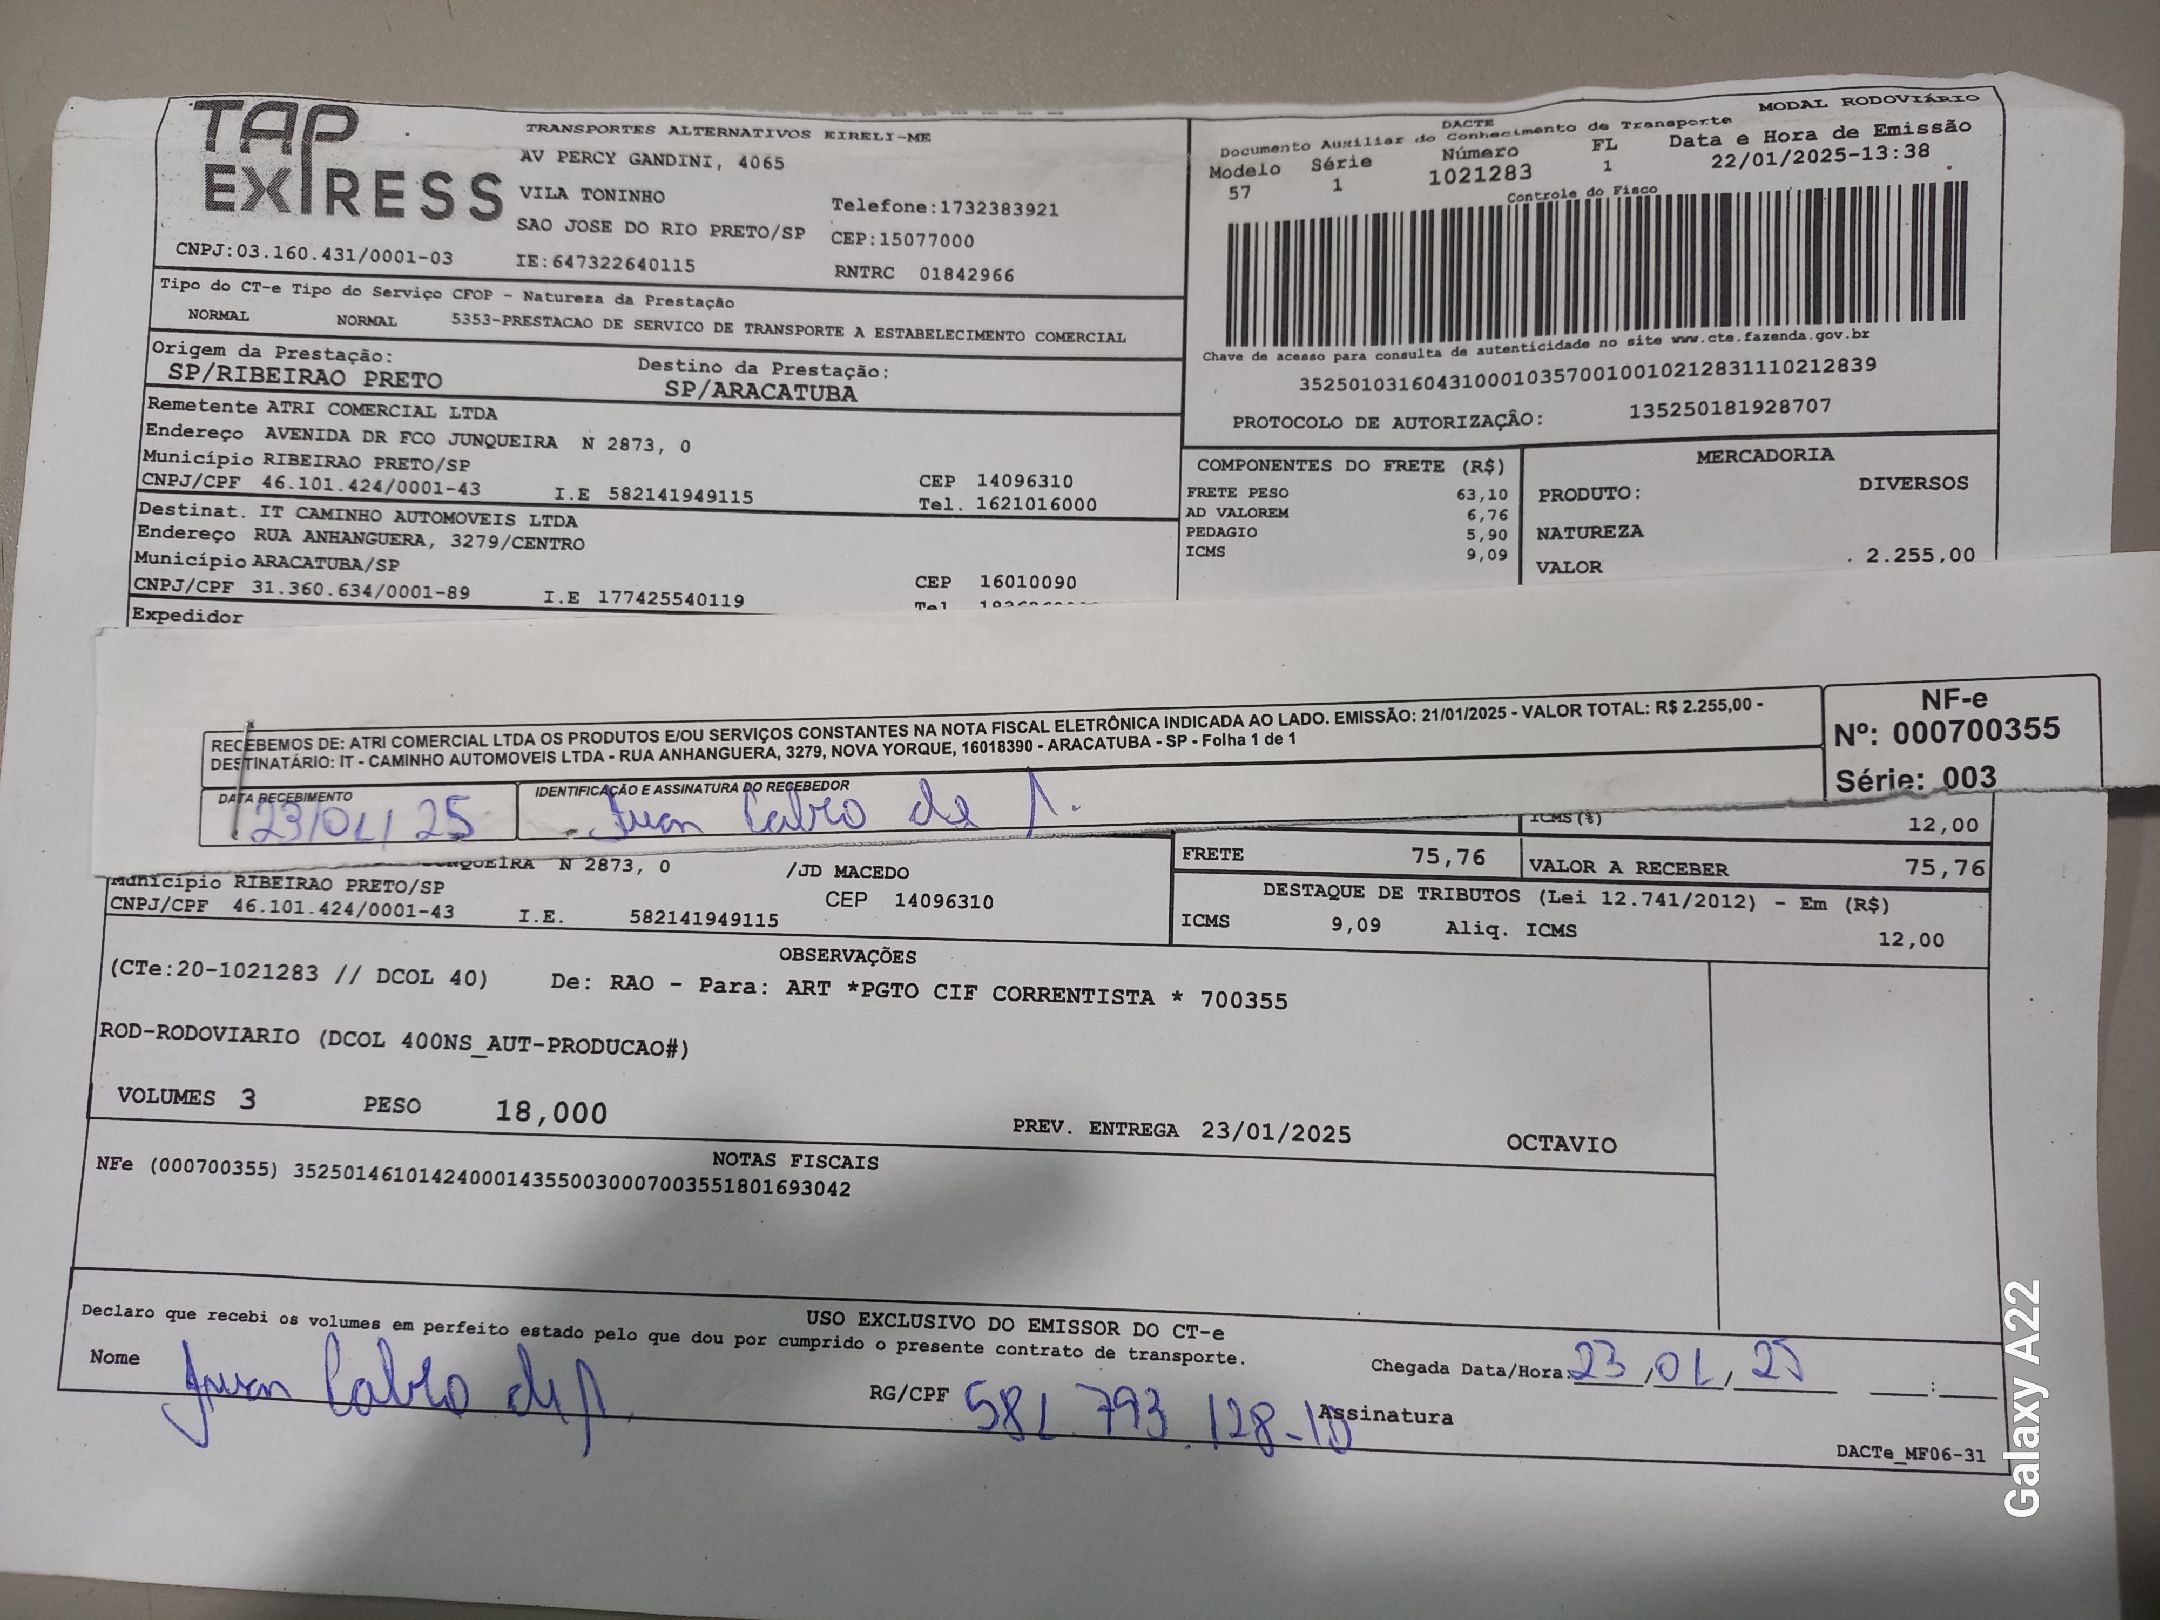 TAP EXPRESS
TRANSPORTES ALTERNATIVOS EIRELI-ME
AV PERCY GANDINI, 4065
VILA TONINHO
Telefone:1732383921
SAO JOSE DO RIO PRETO/SP CEP:15077000
CNPJ:03.160.431/0001-03 IE:647322640115 RNTRC 01842966
MODAL RODOVIÁRIO
DACTE
Documento Auxiliar do Conhecimento de Transporte
Modelo Série Número FL Data e Hora de Emissão
57 1 1021283 1 22/01/2025-13:38
Controle do Fisco
Chave de acesso para consulta de autenticidade no site www.cte.fazenda.gov.br
35250103160431000103570010010212831110212839
PROTOCOLO DE AUTORIZAÇÃO: 135250181928707
Tipo do CT-e Tipo do Serviço CFOP - Natureza da Prestação
NORMAL NORMAL 5353-PRESTACAO DE SERVICO DE TRANSPORTE A ESTABELECIMENTO COMERCIAL
Origem da Prestação: Destino da Prestação:
SP/RIBEIRAO PRETO SP/ARACATUBA
Remetente ATRI COMERCIAL LTDA
Endereço AVENIDA DR FCO JUNQUEIRA N 2873, 0
Município RIBEIRAO PRETO/SP CEP 14096310
CNPJ/CPF 46.101.424/0001-43 I.E 582141949115 Tel. 1621016000
Destinat. IT CAMINHO AUTOMOVEIS LTDA
Endereço RUA ANHANGUERA, 3279/CENTRO
Município ARACATUBA/SP CEP 16010090
CNPJ/CPF 31.360.634/0001-89 I.E 177425540119 Tel
Expedidor
COMPONENTES DO FRETE (R$)
FRETE PESO 63,10
AD VALOREM 6,76
PEDAGIO 5,90
ICMS 9,09
MERCADORIA
PRODUTO: DIVERSOS
NATUREZA
VALOR 2.255,00
RECEBEMOS DE: ATRI COMERCIAL LTDA OS PRODUTOS E/OU SERVIÇOS CONSTANTES NA NOTA FISCAL ELETRÔNICA INDICADA AO LADO. EMISSÃO: 21/01/2025 - VALOR TOTAL: R$ 2.255,00 -
DESTINATÁRIO: IT - CAMINHO AUTOMOVEIS LTDA - RUA ANHANGUERA, 3279, NOVA YORQUE, 16018390 - ARACATUBA - SP - Folha 1 de 1
NF-e
Nº: 000700355
Série: 003
DATA RECEBIMENTO IDENTIFICAÇÃO E ASSINATURA DO RECEBEDOR
23/01/25 Juan Pablo de
ICMS(%) 12,00
N 2873, 0 /JD MACEDO
Município RIBEIRAO PRETO/SP CEP 14096310
CNPJ/CPF 46.101.424/0001-43 I.E. 582141949115
FRETE 75,76 VALOR A RECEBER 75,76
DESTAQUE DE TRIBUTOS (Lei 12.741/2012) - Em (R$)
ICMS 9,09 Aliq. ICMS 12,00
OBSERVAÇÕES
(CTe:20-1021283 // DCOL 40) De: RAO - Para: ART *PGTO CIF CORRENTISTA * 700355
ROD-RODOVIARIO (DCOL 400NS_AUT-PRODUCAO#)
VOLUMES 3 PESO 18,000 PREV. ENTREGA 23/01/2025 OCTAVIO
NOTAS FISCAIS
NFe (000700355) 35250146101424000143550030007003551801693042
USO EXCLUSIVO DO EMISSOR DO CT-e
Declaro que recebi os volumes em perfeito estado pelo que dou por cumprido o presente contrato de transporte.
Nome Juan Pablo de RG/CPF 581.793.128-10 Chegada Data/Hora: 23/01/25 __:__
Assinatura
DACTe_MF06-31
Galaxy A22